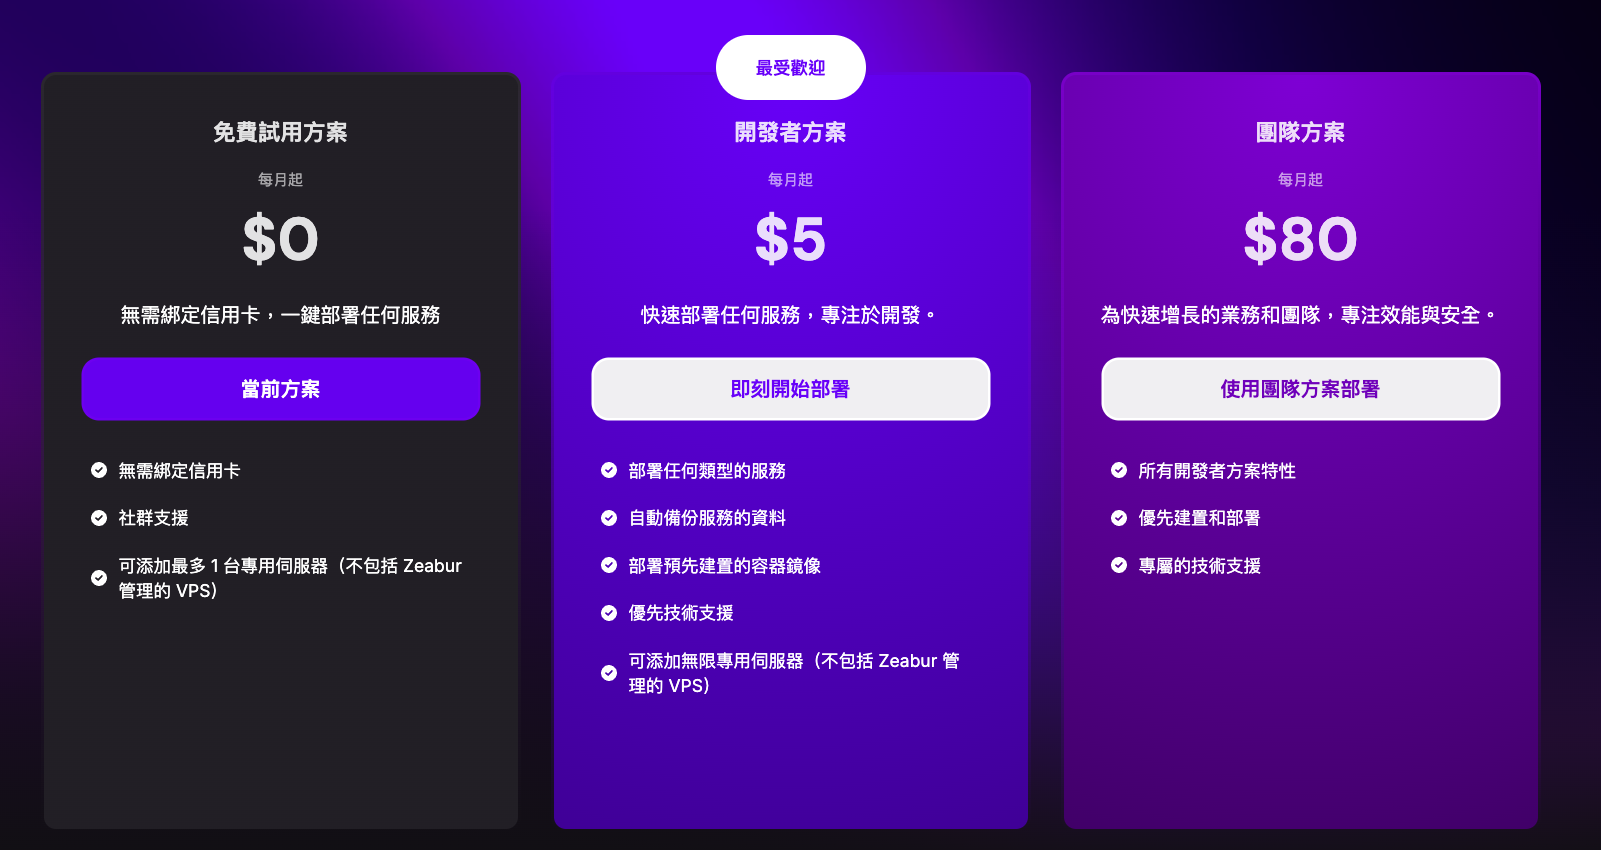 最受歡迎
免費試用方案
每月起
$0
無需綁定信用卡，一鍵部署任何服務
當前方案
無需綁定信用卡
社群支援
可添加最多 1 台專用伺服器（不包括 Zeabur
管理的 VPS）
開發者方案
每月起
$5
快速部署任何服務，專注於開發。
即刻開始部署
部署任何類型的服務
自動備份服務的資料
部署預先建置的容器鏡像
優先技術支援
可添加無限專用伺服器（不包括 Zeabur 管
理的 VPS）
團隊方案
每月起
$80
為快速增長的業務和團隊，專注效能與安全。
使用團隊方案部署
所有開發者方案特性
優先建置和部署
專屬的技術支援